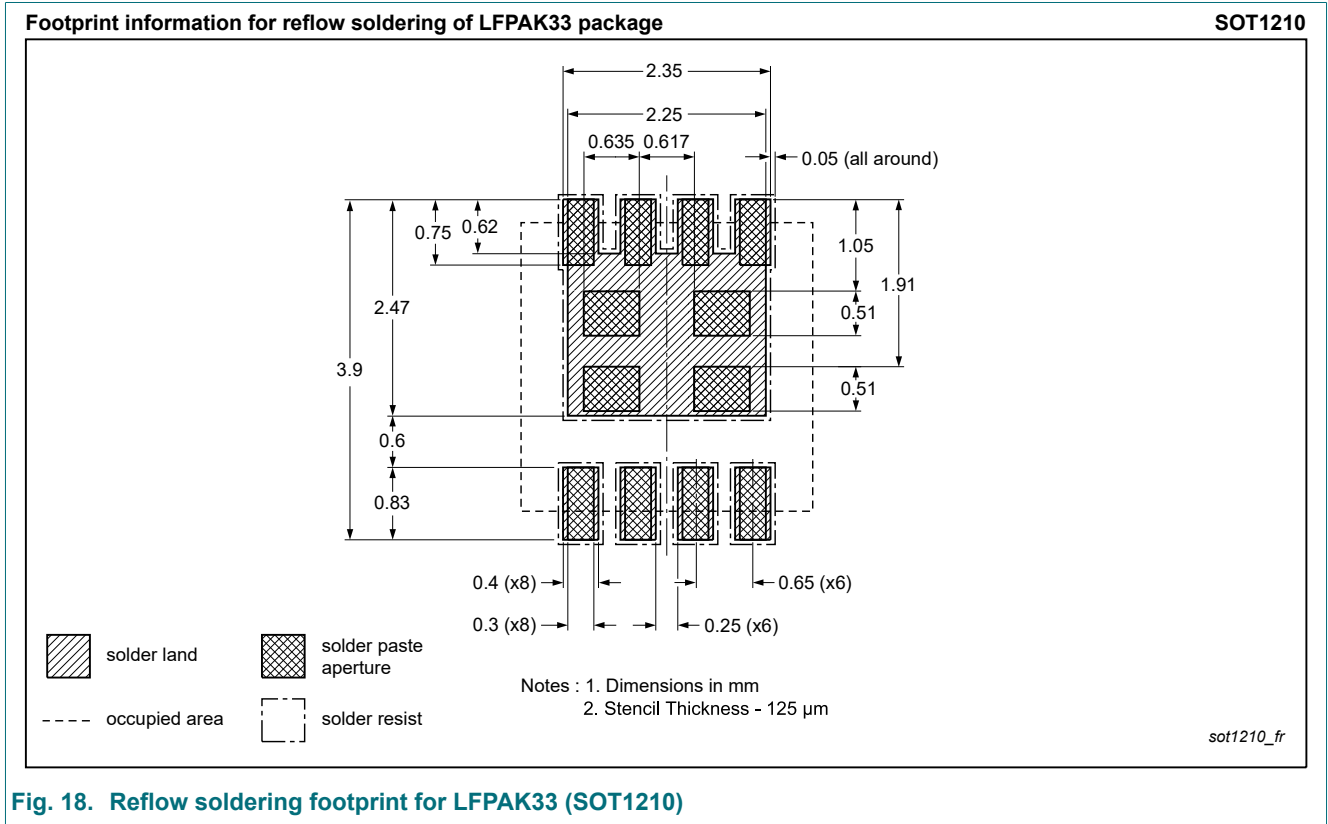 Footprint information for reflow soldering of LFPAK33 package SOT1210
2.35
2.25
0.635 0.617
0.05 (all around)
0.75 0.62
1.05
1.91
2.47
0.51
3.9
0.51
0.6
0.83
0.4 (x8) 0.65 (x6)
0.3 (x8) 0.25 (x6)
solder land
solder paste
aperture
occupied area
solder resist
Notes : 1. Dimensions in mm
2. Stencil Thickness - 125 µm
sot1210_fr
Fig. 18. Reflow soldering footprint for LFPAK33 (SOT1210)